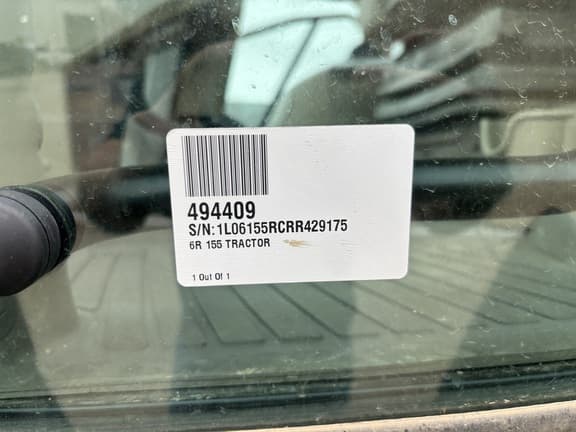 494409
S/N:1L06155RCRR429175
6R 155 TRACTOR
1 Out Of 1